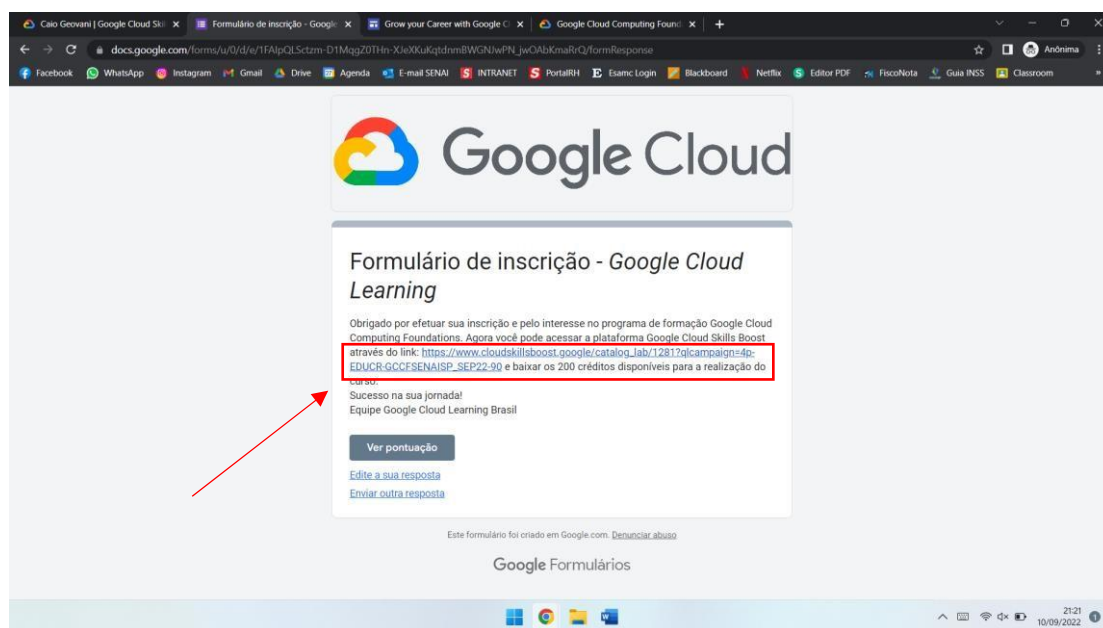 Caio Geovani | Google Cloud Ski
Formulário de inscrição - Google
Grow your Career with Google C
Google Cloud Computing Found
docs.google.com/forms/u/0/d/e/1FAIpQLSctzm-D1MqgZ0THn-XJeXKuKqtdnmBWGNJwPN_jwOAbKmaRrQ/formResponse
Anônima
Facebook WhatsApp Instagram Gmail Drive Agenda E-mail SENAI INTRANET PortalRH Esamc Login Blackboard Netflix Editor PDF FiscoNota Guia INSS Classroom »
Google Cloud
Formulário de inscrição - Google Cloud
Learning
Obrigado por efetuar sua inscrição e pelo interesse no programa de formação Google Cloud
Computing Foundations. Agora você pode acessar a plataforma Google Cloud Skills Boost
através do link: https://www.cloudskillsboost.google/catalog_lab/1281?qlcampaign=4p-
EDUCR-GCCFSENAISP_SEP22-90 e baixar os 200 créditos disponíveis para a realização do
curso.
Sucesso na sua jornada!
Equipe Google Cloud Learning Brasil
Ver pontuação
Edite a sua resposta
Enviar outra resposta
Este formulário foi criado em Google.com. Denunciar abuso
Google Formulários
21:21
10/09/2022